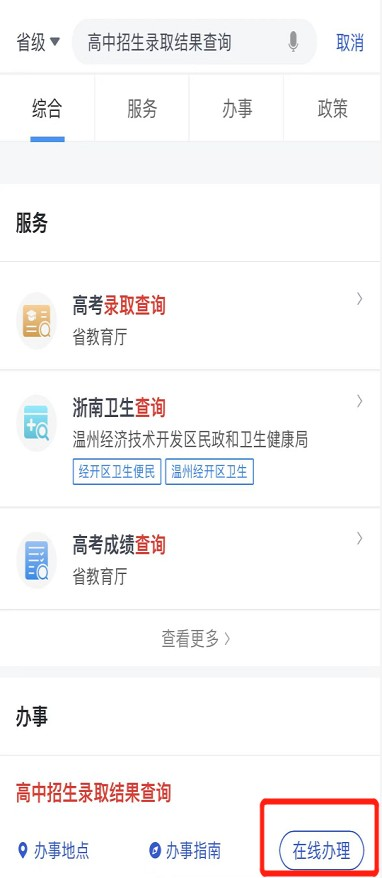 省级 高中招生录取结果查询 取消
综合 服务 办事 政策
服务
高考录取查询
省教育厅
浙南卫生查询
温州经济技术开发区民政和卫生健康局
经开区卫生便民 温州经开区卫生
高考成绩查询
省教育厅
查看更多
办事
高中招生录取结果查询
办事地点 办事指南 在线办理